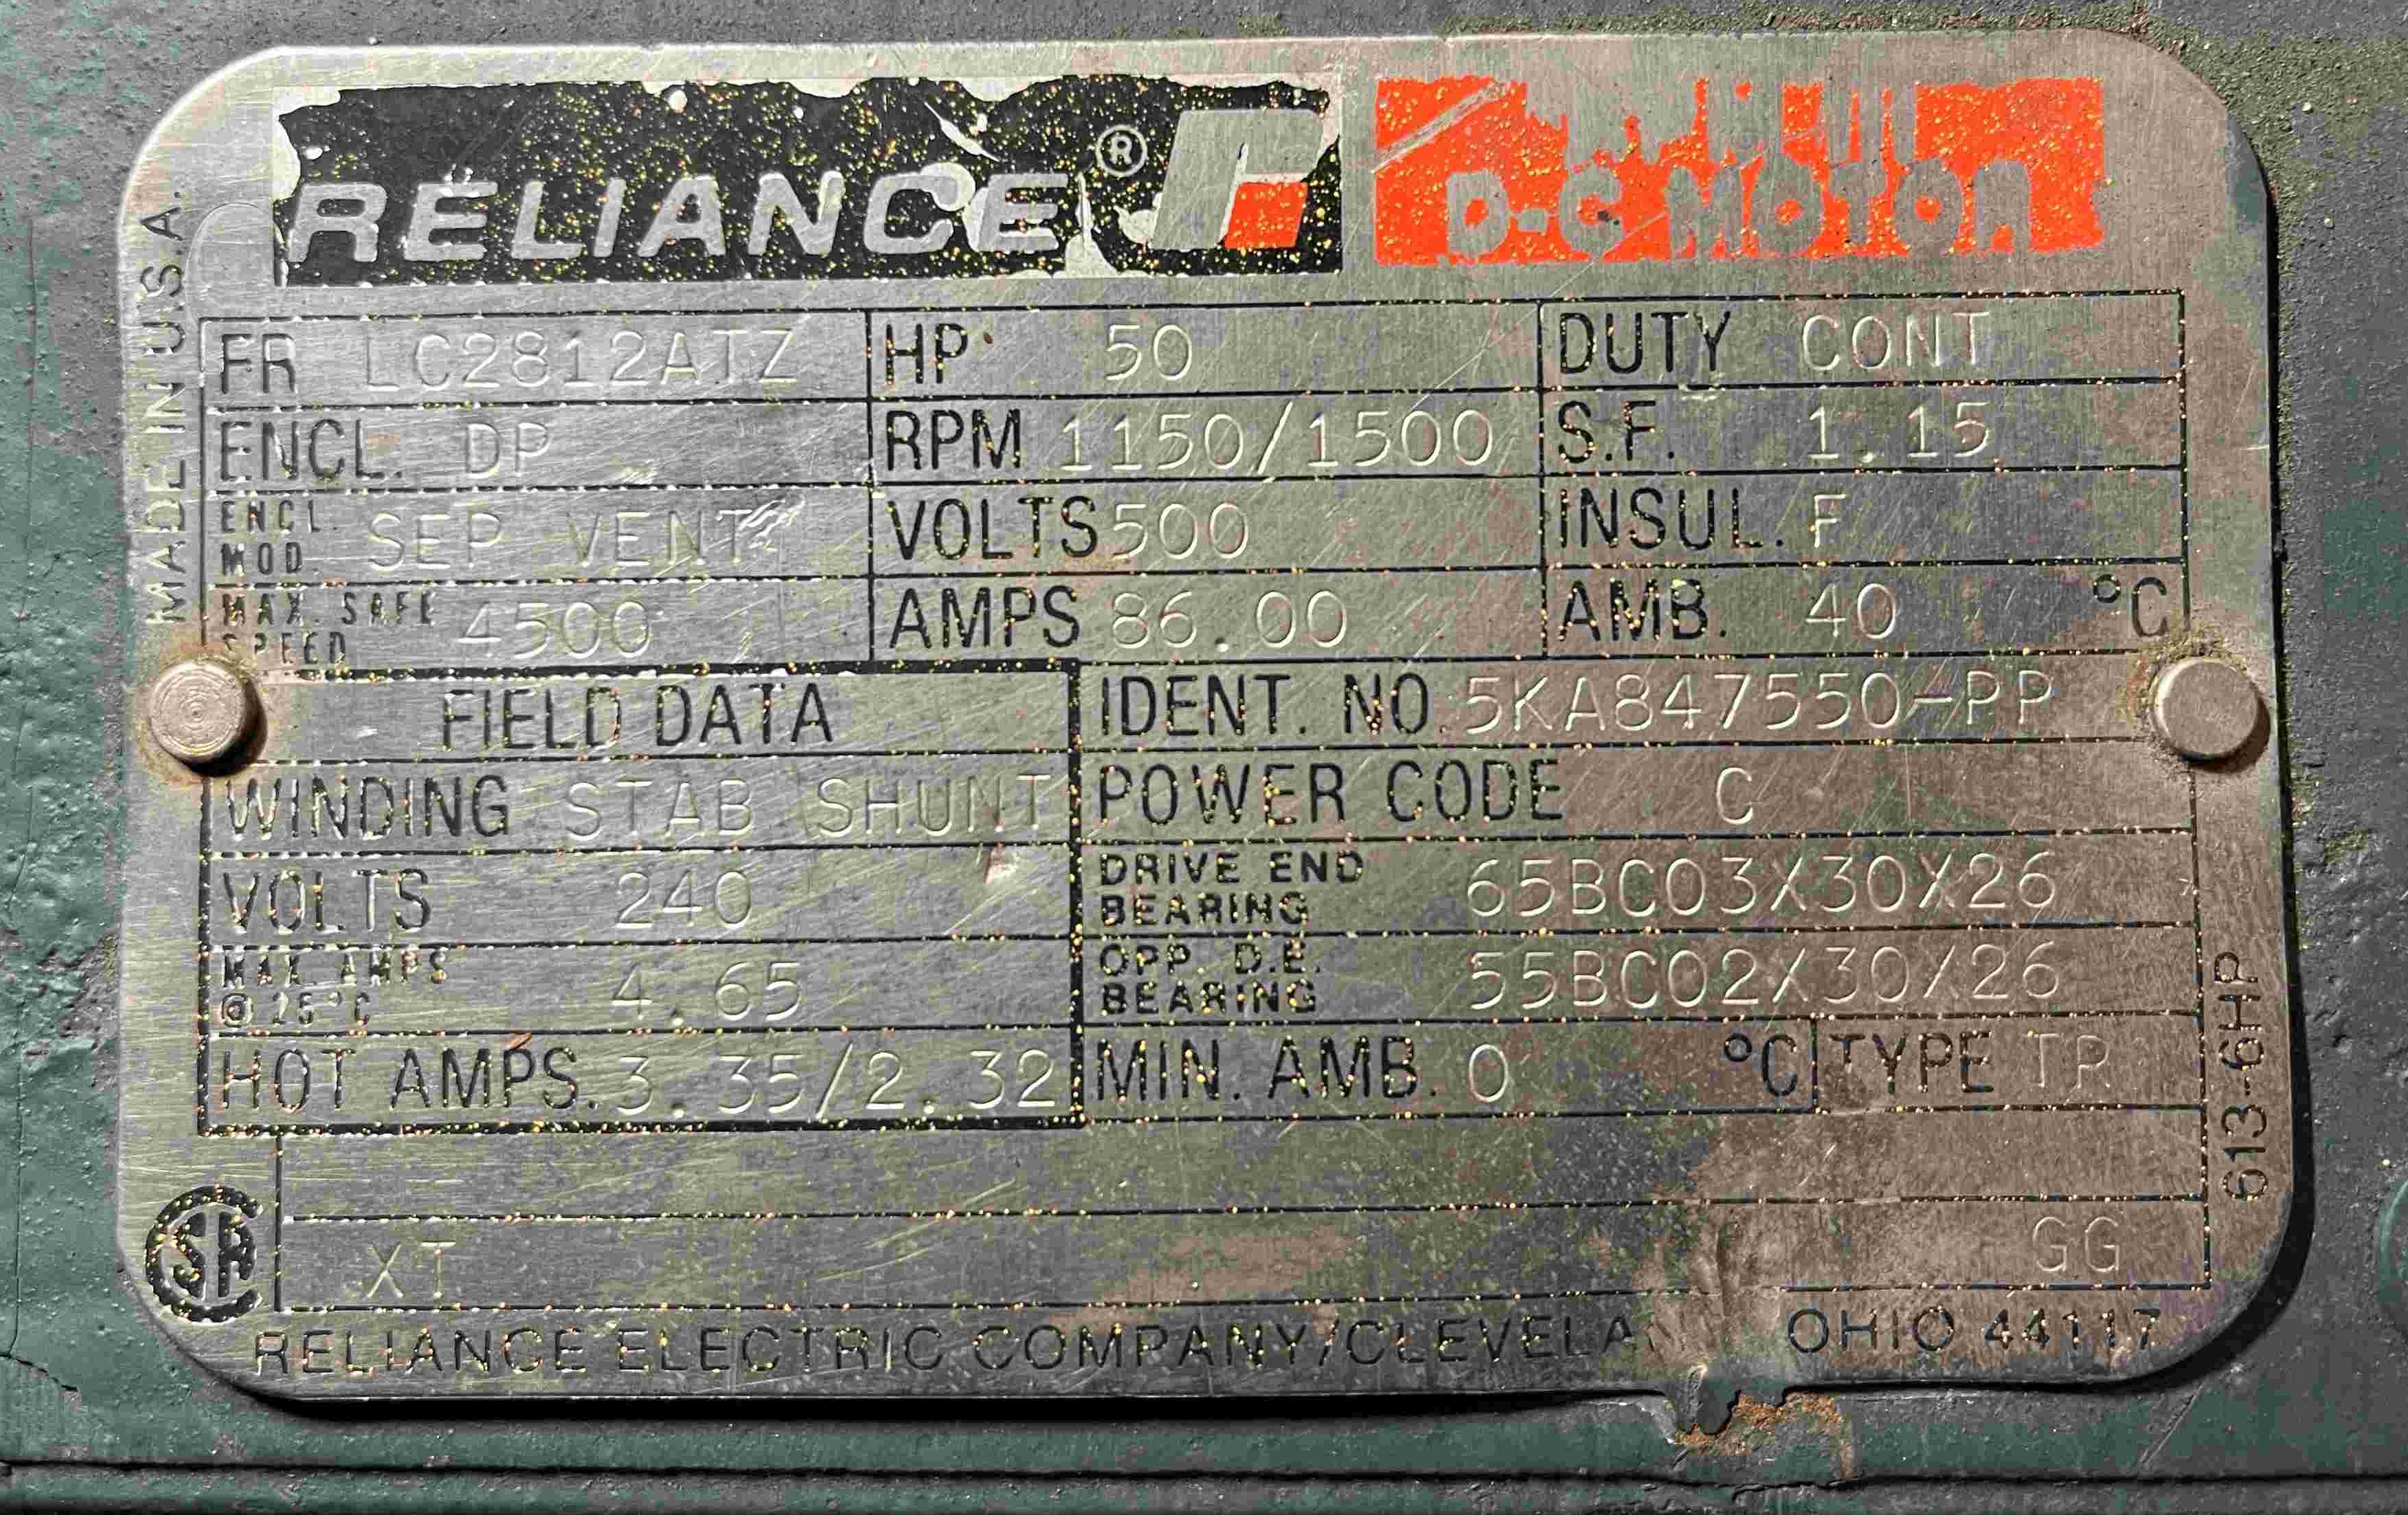 RELIANCE ®
D-C MOTOR
MADE IN U.S.A.
FR LC2812ATZ HP 50 DUTY CONT
ENCL. DP RPM 1150/1500 S.F. 1.15
ENCL. MOD. SEP VENT VOLTS 500 INSUL. F
MAX. SAFE SPEED 4500 AMPS 86.00 AMB. 40 °C
FIELD DATA IDENT. NO. 5KA847550-PP
WINDING STAB SHUNT POWER CODE C
VOLTS 240 DRIVE END BEARING 65BC03X30X26
MAX. AMPS @ 25°C 4.65 OPP. D.E. BEARING 55BC02X30/26
HOT AMPS. 3.35/2.32 MIN. AMB. 0 °C TYPE TP
613-6HP
GG
SA
XT
RELIANCE ELECTRIC COMPANY/ OHIO 44117